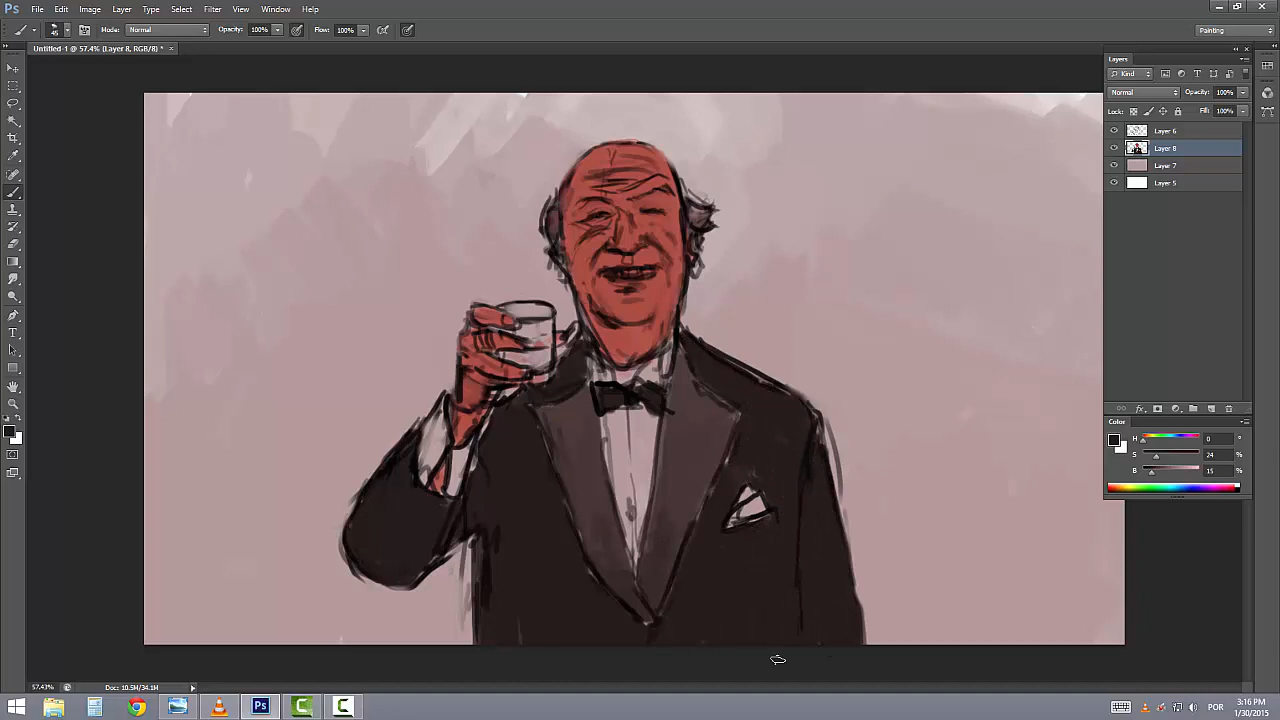 Ps File Edit Image Layer Type Select Filter View Window Help
45 Mode: Normal Opacity: 100% Flow: 100% Painting
Untitled-1 @ 57.4% (Layer 8, RGB/8) * ×
Layers
Kind
Normal Opacity: 100%
Lock: Fill: 100%
Layer 6
Layer 8
Layer 7
Layer 5
fx
Color
H 0 °
S 24 %
B 15 %
57.43% Doc: 10.5M/34.1M
Ps POR 3:16 PM
1/30/2015